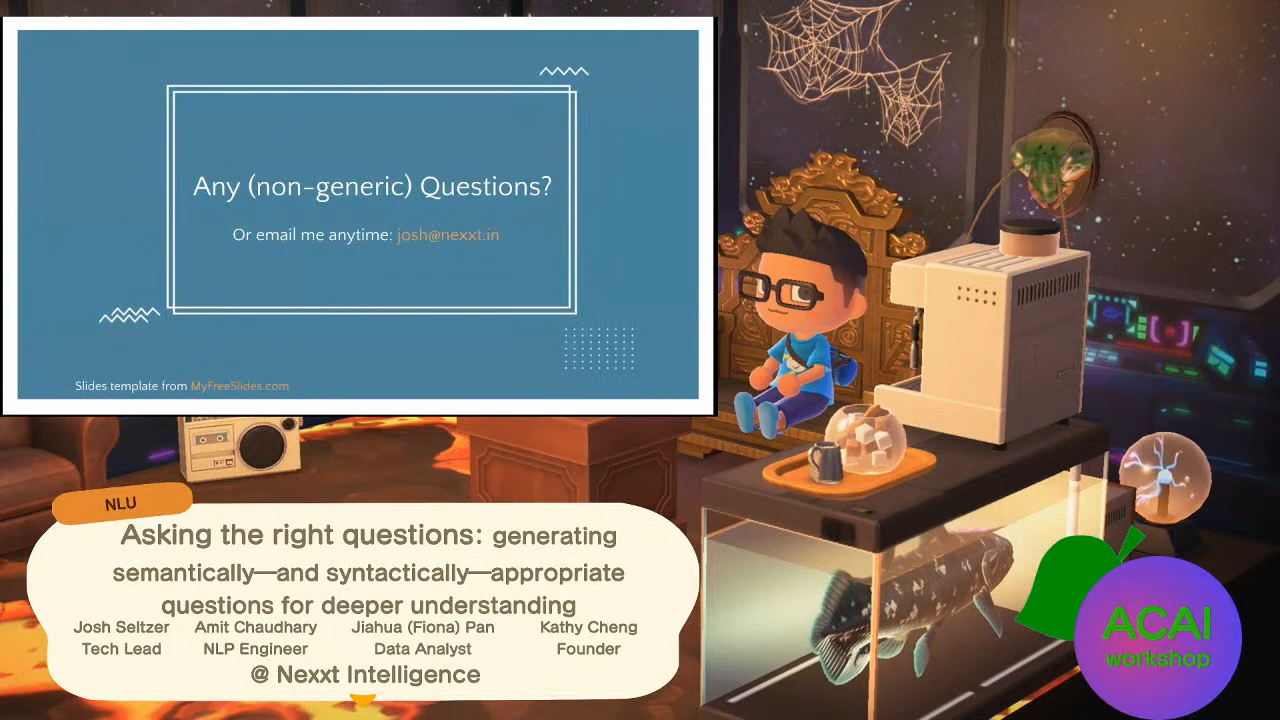 Any (non-generic) Questions?
Or email me anytime: josh@nexxt.in
Slides template from MyFreeSlides.com
NLU
Asking the right questions: generating
semantically—and syntactically—appropriate
questions for deeper understanding
Josh Seltzer Amit Chaudhary Jiahua (Fiona) Pan Kathy Cheng
Tech Lead NLP Engineer Data Analyst Founder
@ Nexxt Intelligence
ACAI
workshop